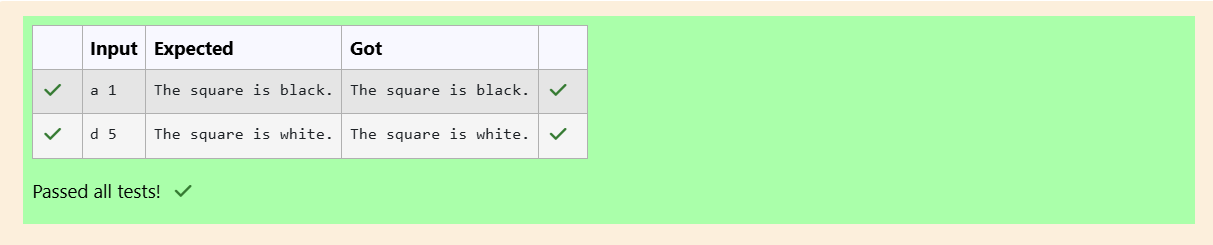 Input Expected Got
a 1 The square is black. The square is black.
d 5 The square is white. The square is white.
Passed all tests!